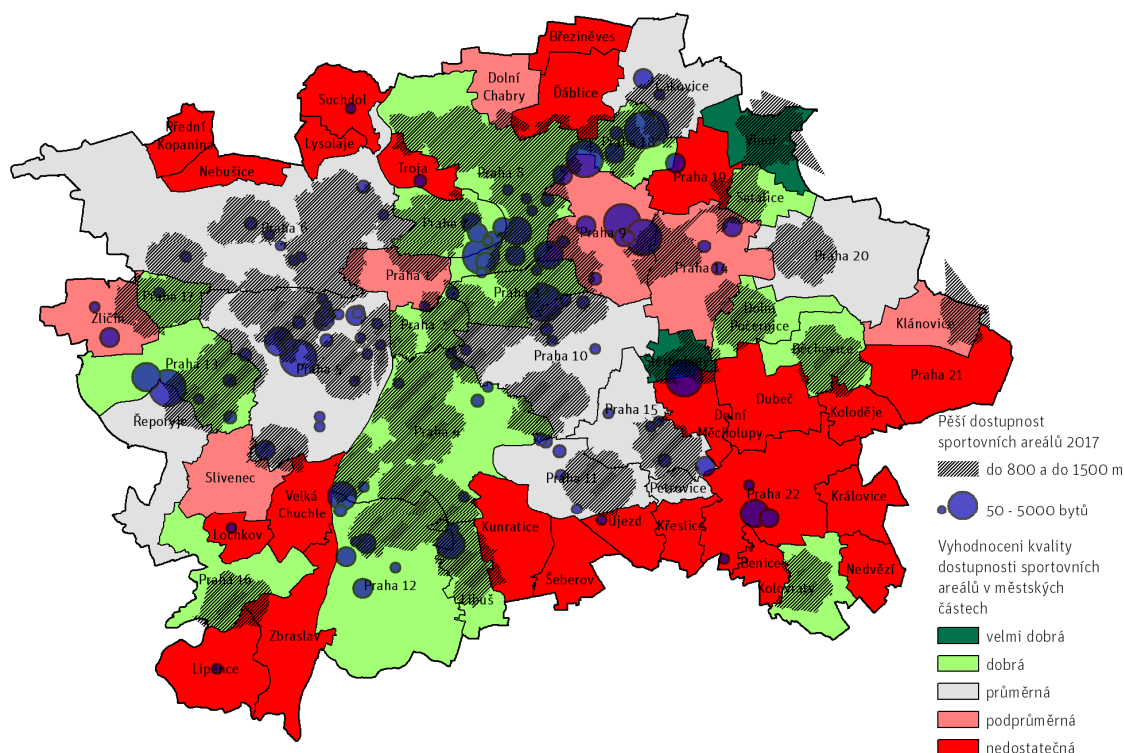 Březiněves
Dolní
Chabry
Ďáblice
Čakovice
Suchdol
Přední
Kopanina
Lysolaje
Nebušice
Troja
Praha 8
Praha 18
Vinoř
Praha 19
Satalice
Praha 6
Praha 7
Praha 9
Praha 14
Praha 20
Praha 1
Praha 3
Praha 17
Zličín
Praha 2
Dolní
Počernice
Klánovice
Praha 13
Praha 5
Praha 10
Štěrboholy
Běchovice
Praha 21
Řeporyje
Praha 4
Praha 15
Dolní
Měcholupy
Dubeč
Koloděje
Slivenec
Velká
Chuchle
Praha 11
Petrovice
Praha 22
Královice
Lochkov
Kunratice
Újezd
Křeslice
Praha 16
Praha 12
Libuš
Šeberov
Benice
Kolovraty
Nedvězí
Zbraslav
Lipence
Pěší dostupnost
sportovních areálů 2017
do 800 a do 1500 m
50 - 5000 bytů
Vyhodnocení kvality
dostupnosti sportovních
areálů v městských
částech
velmi dobrá
dobrá
průměrná
podprůměrná
nedostatečná